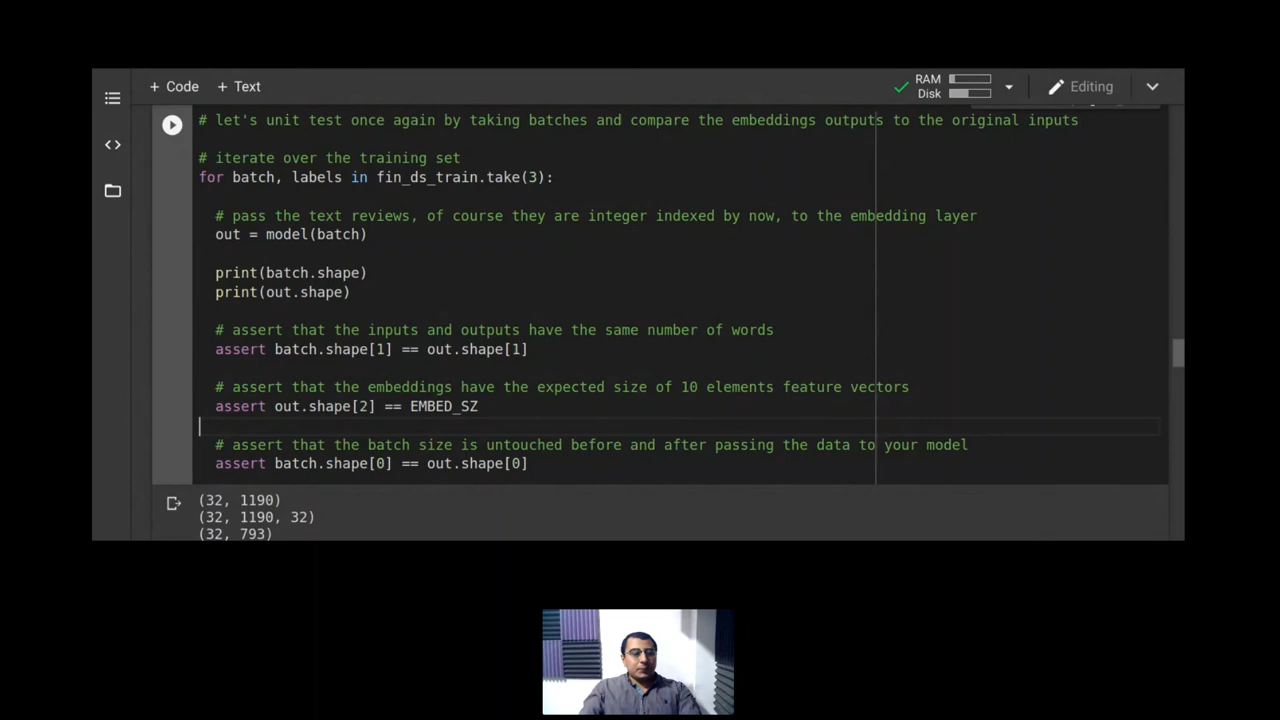 + Code + Text
RAM
Disk
Editing
# let's unit test once again by taking batches and compare the embeddings outputs to the original inputs
# iterate over the training set
for batch, labels in fin_ds_train.take(3):
# pass the text reviews, of course they are integer indexed by now, to the embedding layer
out = model(batch)
print(batch.shape)
print(out.shape)
# assert that the inputs and outputs have the same number of words
assert batch.shape[1] == out.shape[1]
# assert that the embeddings have the expected size of 10 elements feature vectors
assert out.shape[2] == EMBED_SZ
# assert that the batch size is untouched before and after passing the data to your model
assert batch.shape[0] == out.shape[0]
(32, 1190)
(32, 1190, 32)
(32, 793)